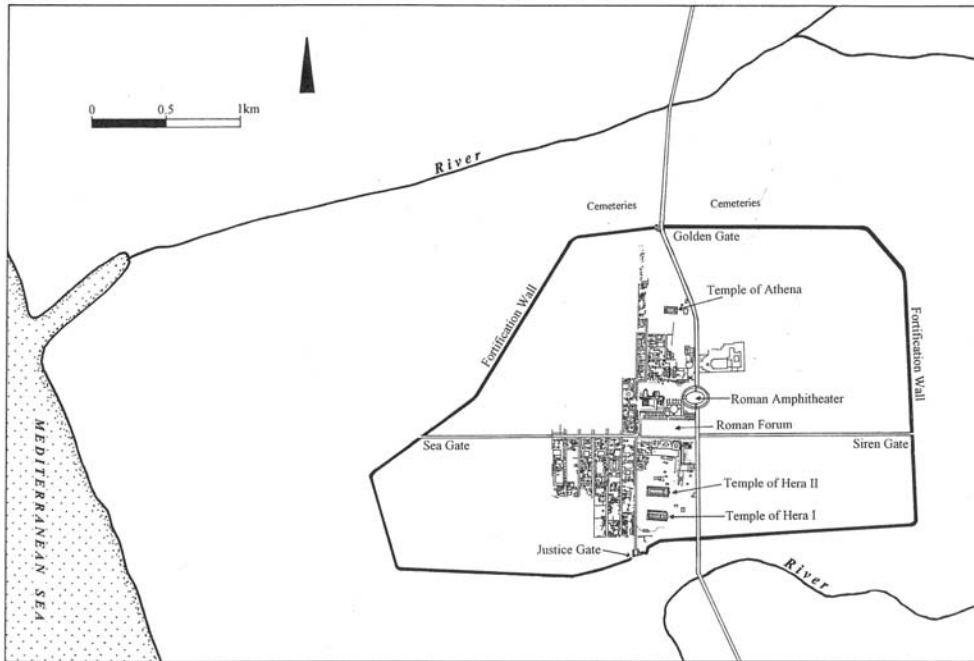 0 0.5 1km
River
Cemeteries Cemeteries
Golden Gate
Temple of Athena
Fortification Wall
Fortification Wall
Roman Amphitheater
Roman Forum
Sea Gate
Siren Gate
Temple of Hera II
Temple of Hera I
Justice Gate
River
MEDITERRANEAN SEA